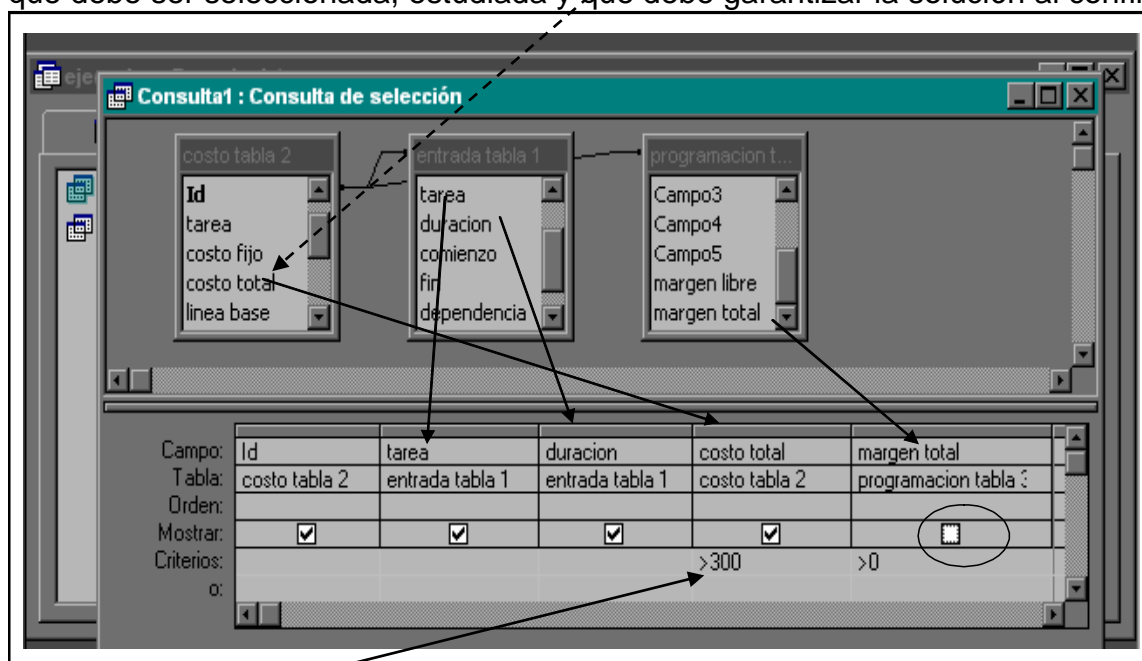 que debe ser seleccionada, estudiada y que debe garantizar la solución al
Consulta1 : Consulta de selección
costo tabla 2
Id
tarea
costo fijo
costo total
linea base
entrada tabla 1
tarea
duracion
comienzo
fin
dependencia
programacion t...
Campo3
Campo4
Campo5
margen libre
margen total
Campo: Id tarea duracion costo total margen total
Tabla: costo tabla 2 entrada tabla 1 entrada tabla 1 costo tabla 2 programacion tabla
Orden:
Mostrar:
Criterios: >300 >0
o: